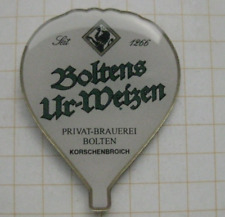 Seit 1266
Boltens
Ur-Weizen
PRIVAT-BRAUEREI
BOLTEN
KORSCHENBROICH